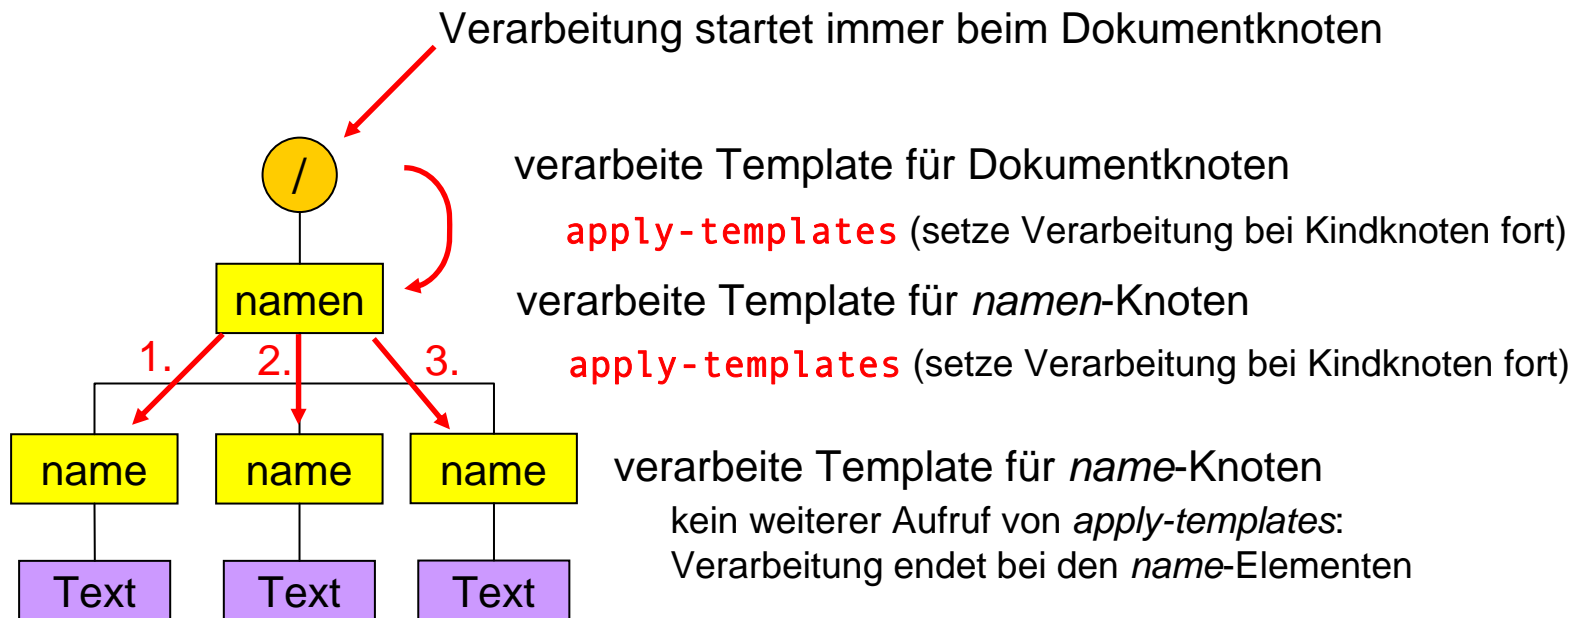 Verarbeitung startet immer beim Dokumentknoten
/
verarbeite Template für Dokumentknoten
apply-templates (setze Verarbeitung bei Kindknoten fort)
namen
verarbeite Template für namen-Knoten
1. 2. 3.
apply-templates (setze Verarbeitung bei Kindknoten fort)
name name name
verarbeite Template für name-Knoten
kein weiterer Aufruf von apply-templates:
Verarbeitung endet bei den name-Elementen
Text Text Text